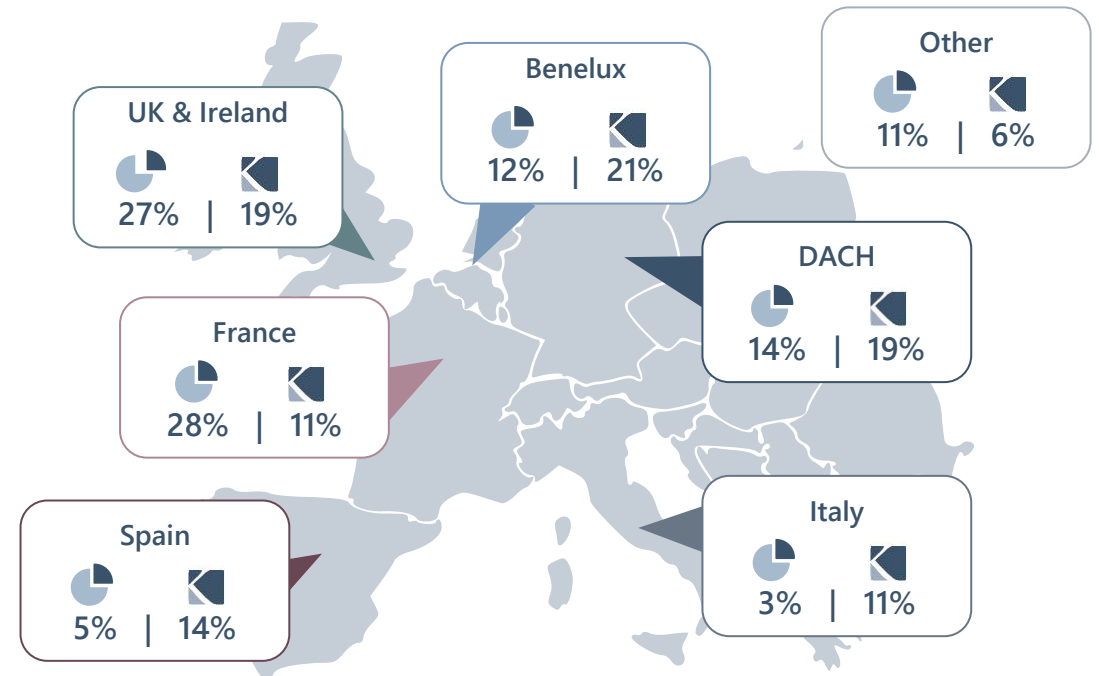 Other
11% | 6%
Benelux
12% | 21%
UK & Ireland
27% | 19%
DACH
14% | 19%
France
28% | 11%
Italy
3% | 11%
Spain
5% | 14%